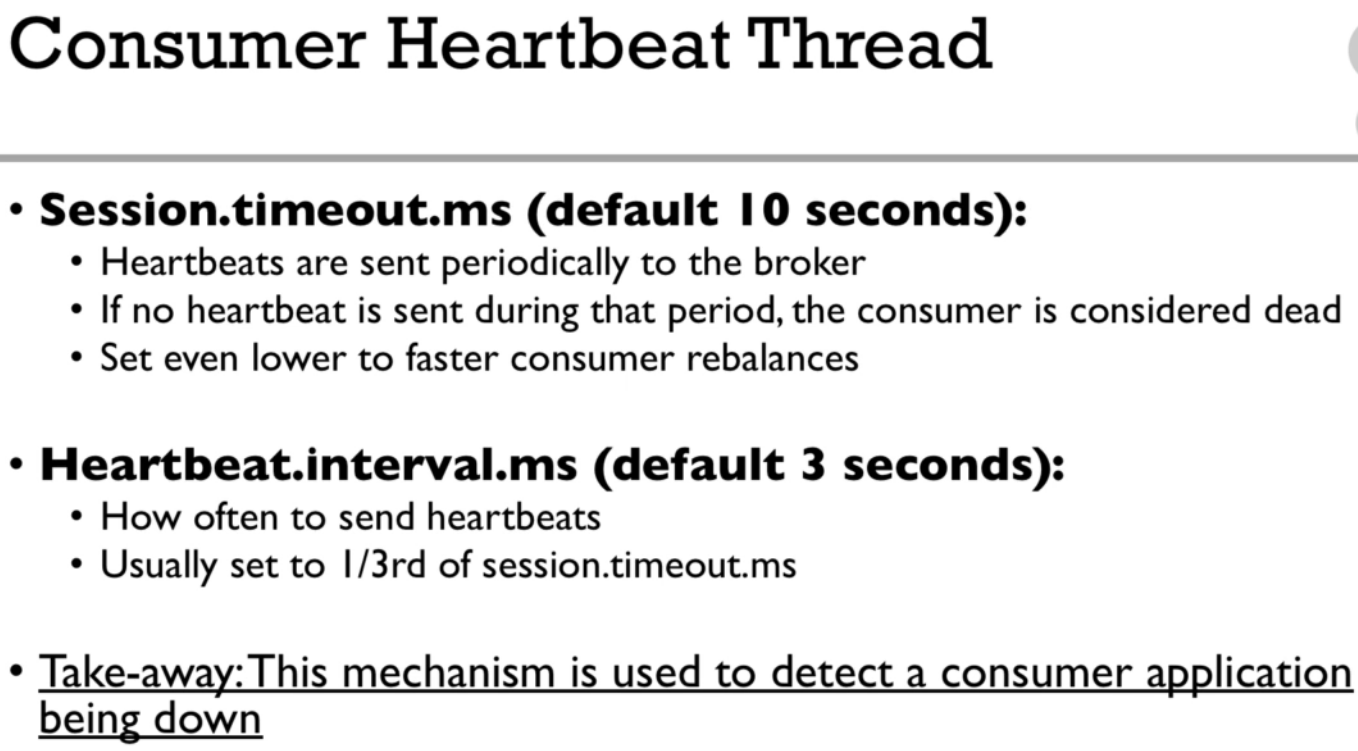 Consumer Heartbeat Thread
• Session.timeout.ms (default 10 seconds):
• Heartbeats are sent periodically to the broker
• If no heartbeat is sent during that period, the consumer is considered dead
• Set even lower to faster consumer rebalances
• Heartbeat.interval.ms (default 3 seconds):
• How often to send heartbeats
• Usually set to 1/3rd of session.timeout.ms
• Take-away: This mechanism is used to detect a consumer application
being down